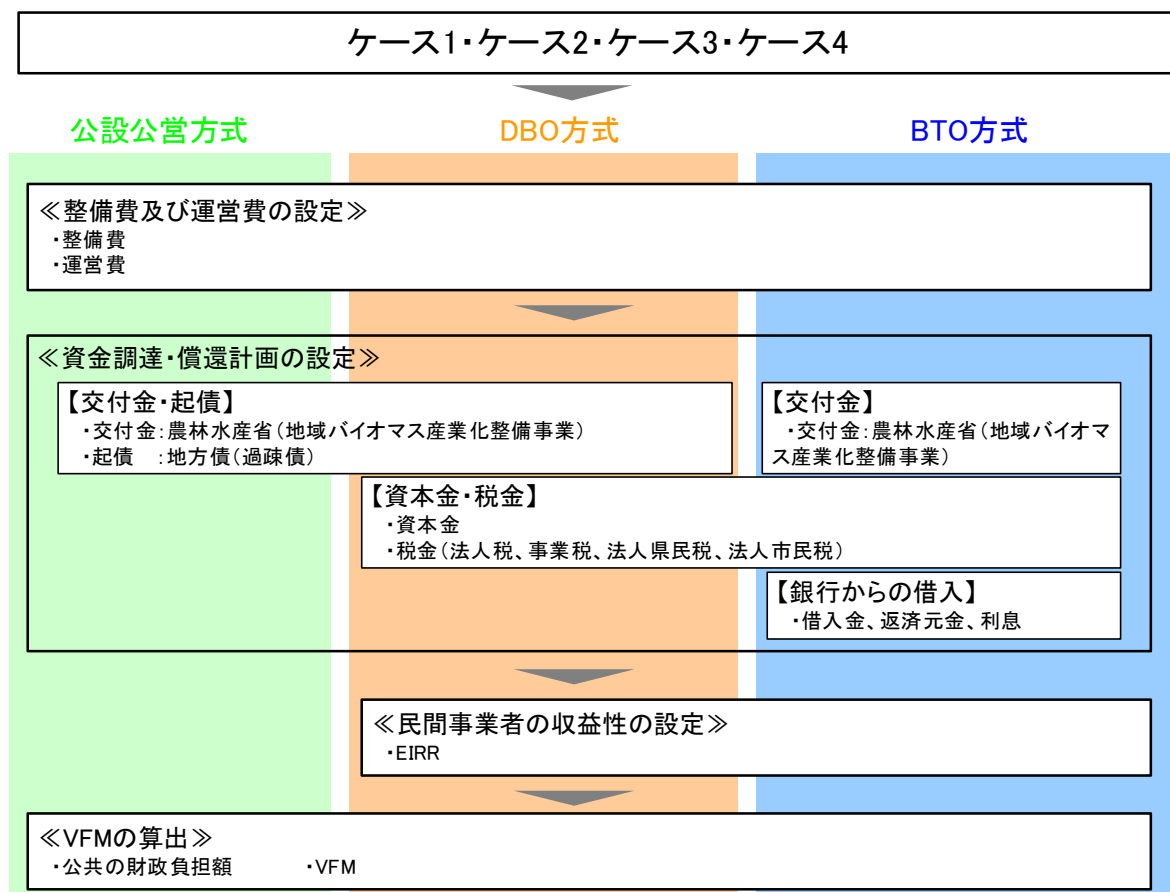 ケース1・ケース2・ケース3・ケース4
公設公営方式
DBO方式
BTO方式
≪整備費及び運営費の設定≫
・整備費
・運営費
≪資金調達・償還計画の設定≫
【交付金・起債】
・交付金：農林水産省（地域バイオマス産業化整備事業）
・起債　：地方債（過疎債）
【交付金】
・交付金：農林水産省（地域バイオマ
ス産業化整備事業）
【資本金・税金】
・資本金
・税金（法人税、事業税、法人県民税、法人市民税）
【銀行からの借入】
・借入金、返済元金、利息
≪民間事業者の収益性の設定≫
・EIRR
≪VFMの算出≫
・公共の財政負担額　　　・VFM